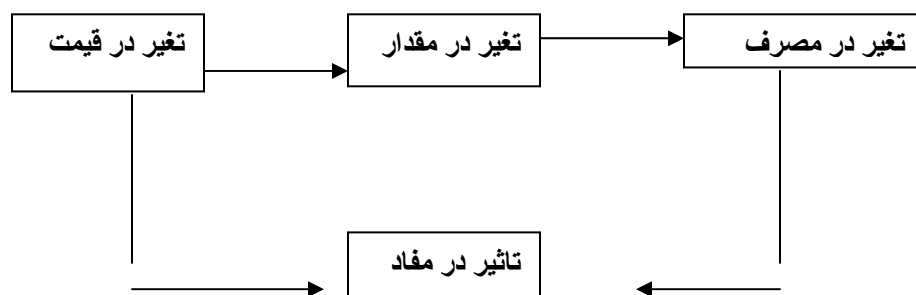 تغیر در قیمت
تغیر در مقدار
تغیر در مصرف
تاثیر در مفاد